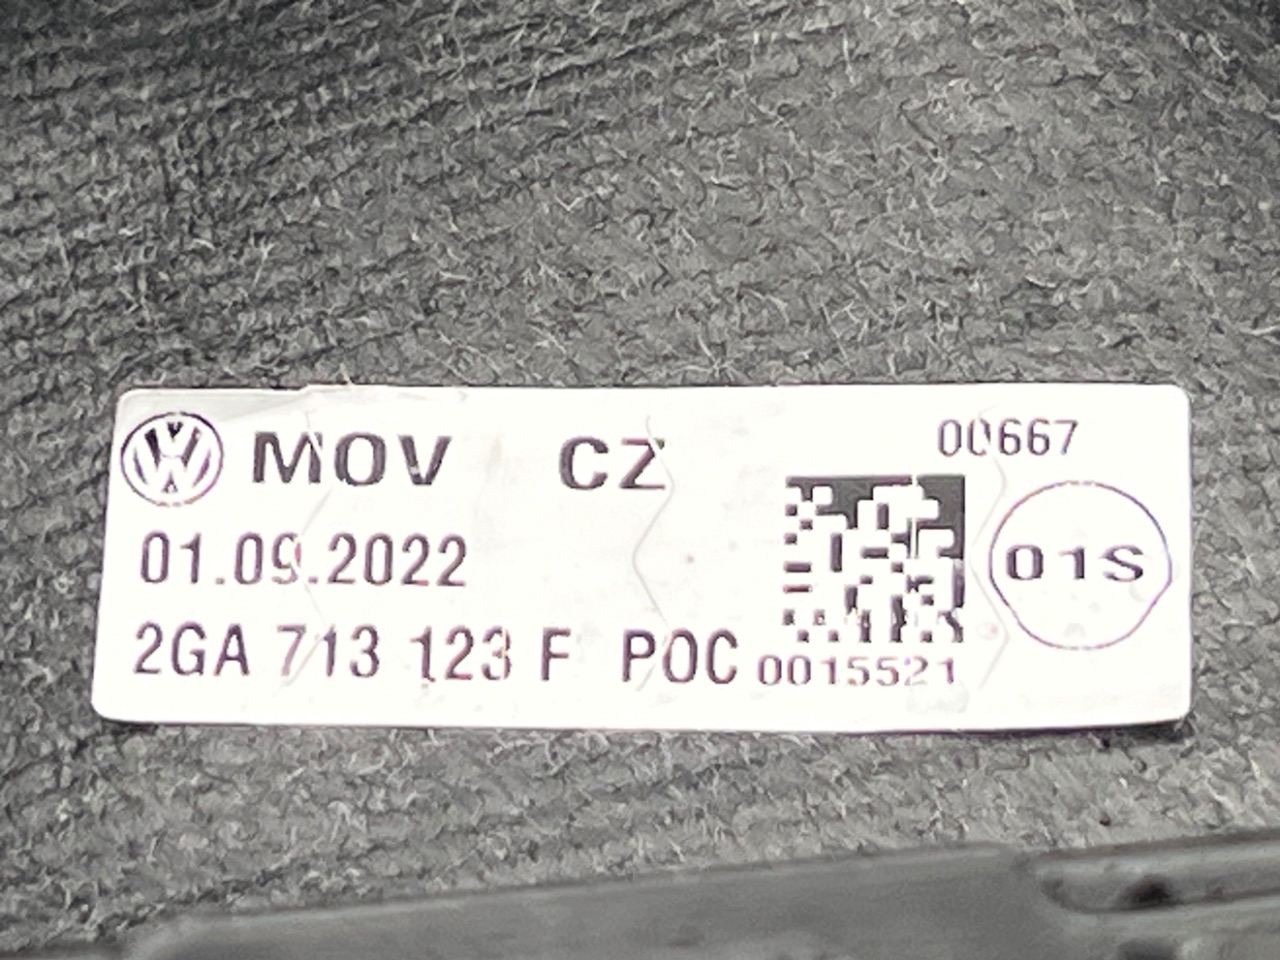 MOV CZ
00667
01.09.2022
01S
2GA 713 123 F POC
0015521